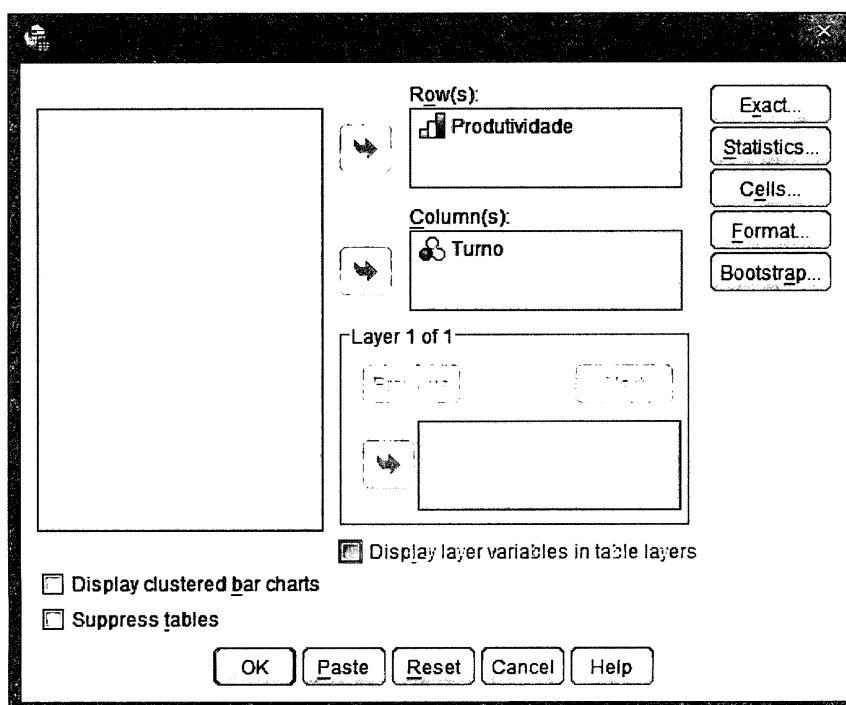 Row(s):
Produtividade
Exact...
Statistics...
Cells...
Format...
Bootstrap...
Column(s):
Turno
Layer 1 of 1
Display layer variables in table layers
Display clustered bar charts
Suppress tables
OK Paste Reset Cancel Help